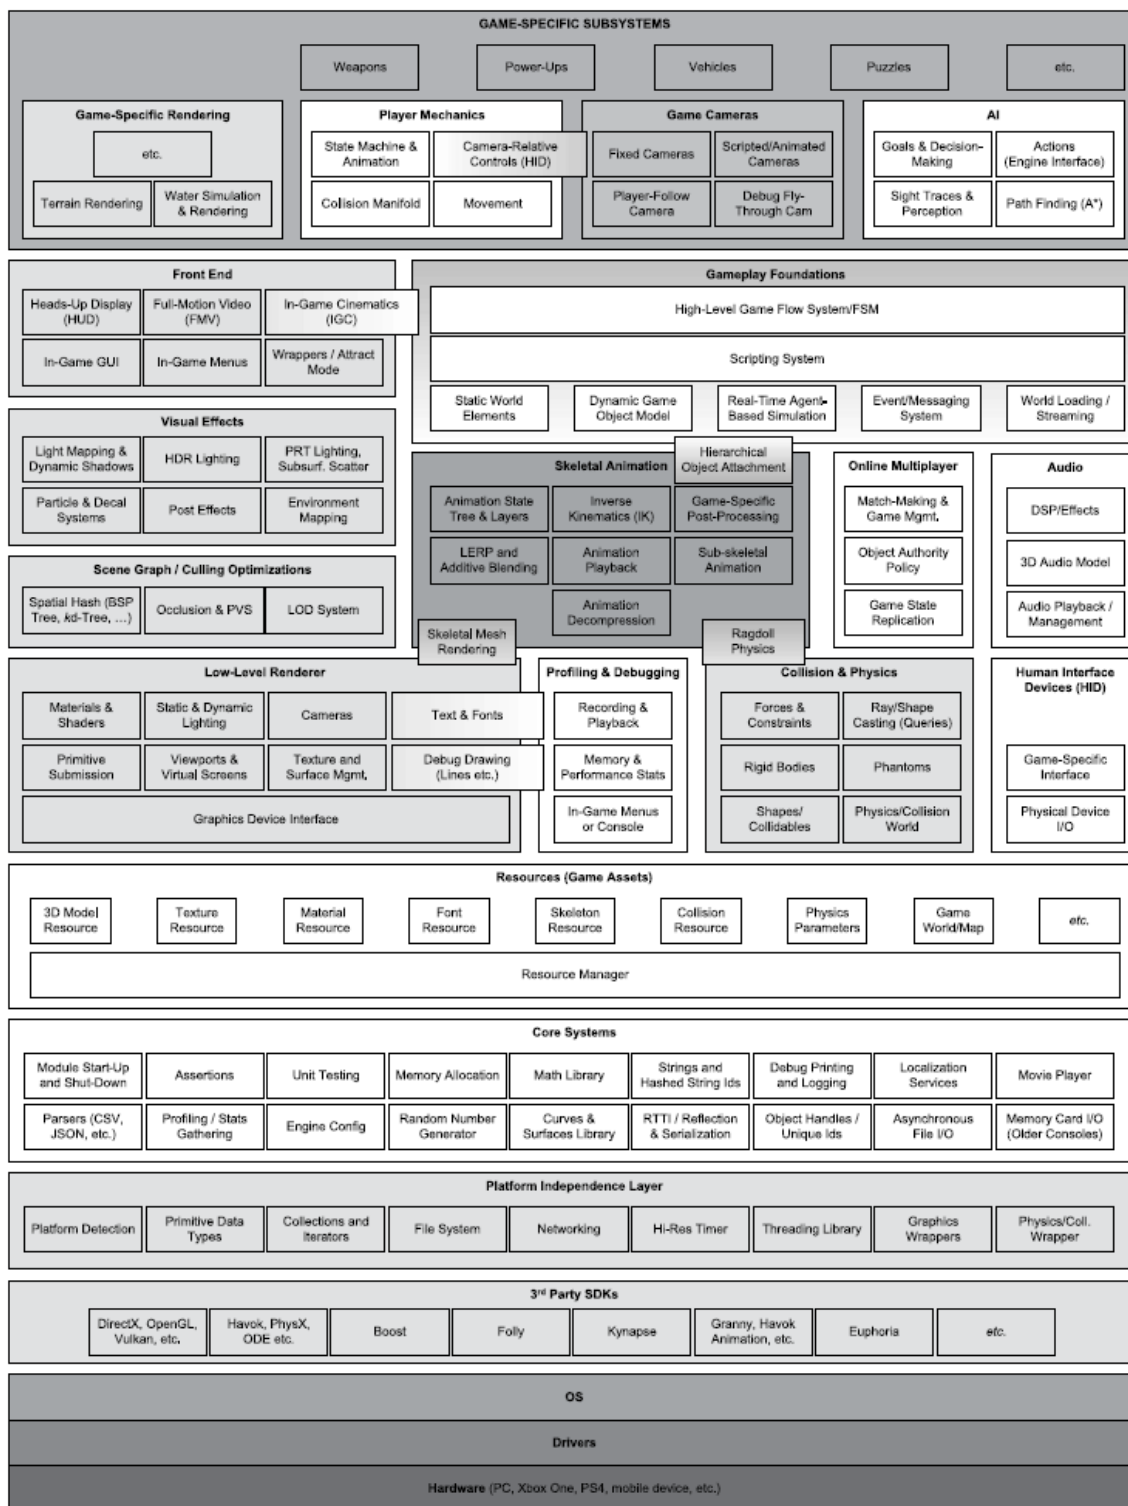 GAME-SPECIFIC SUBSYSTEMS
Weapons
Power-Ups
Vehicles
Puzzles
etc.
Game-Specific Rendering
etc.
Terrain Rendering
Water Simulation
& Rendering
Player Mechanics
State Machine &
Animation
Camera-Relative
Controls (HID)
Collision Manifold
Movement
Game Cameras
Fixed Cameras
Scripted/Animated
Cameras
Player-Follow
Camera
Debug Fly-
Through Cam
AI
Goals & Decision-
Making
Actions
(Engine Interface)
Sight Traces &
Perception
Path Finding (A*)
Front End
Heads-Up Display
(HUD)
Full-Motion Video
(FMV)
In-Game Cinematics
(IGC)
In-Game GUI
In-Game Menus
Wrappers / Attract
Mode
Gameplay Foundations
High-Level Game Flow System/FSM
Scripting System
Static World
Elements
Dynamic Game
Object Model
Real-Time Agent-
Based Simulation
Event/Messaging
System
World Loading /
Streaming
Visual Effects
Light Mapping &
Dynamic Shadows
HDR Lighting
PRT Lighting,
Subsurf. Scatter
Particle & Decal
Systems
Post Effects
Environment
Mapping
Hierarchical
Object Attachment
Skeletal Animation
Animation State
Tree & Layers
Inverse
Kinematics (IK)
Game-Specific
Post-Processing
LERP and
Additive Blending
Animation
Playback
Sub-skeletal
Animation
Animation
Decompression
Online Multiplayer
Match-Making &
Game Mgmt.
Object Authority
Policy
Game State
Replication
Audio
DSP/Effects
3D Audio Model
Audio Playback /
Management
Scene Graph / Culling Optimizations
Spatial Hash (BSP
Tree, kd-Tree, …)
Occlusion & PVS
LOD System
Skeletal Mesh
Rendering
Ragdoll
Physics
Low-Level Renderer
Materials &
Shaders
Static & Dynamic
Lighting
Cameras
Text & Fonts
Primitive
Submission
Viewports &
Virtual Screens
Texture and
Surface Mgmt.
Debug Drawing
(Lines etc.)
Graphics Device Interface
Profiling & Debugging
Recording &
Playback
Memory &
Performance Stats
In-Game Menus
or Console
Collision & Physics
Forces &
Constraints
Ray/Shape
Casting (Queries)
Rigid Bodies
Phantoms
Shapes/
Collidables
Physics/Collision
World
Human Interface
Devices (HID)
Game-Specific
Interface
Physical Device
I/O
Resources (Game Assets)
3D Model
Resource
Texture
Resource
Material
Resource
Font
Resource
Skeleton
Resource
Collision
Resource
Physics
Parameters
Game
World/Map
etc.
Resource Manager
Core Systems
Module Start-Up
and Shut-Down
Assertions
Unit Testing
Memory Allocation
Math Library
Strings and
Hashed String Ids
Debug Printing
and Logging
Localization
Services
Movie Player
Parsers (CSV,
JSON, etc.)
Profiling / Stats
Gathering
Engine Config
Random Number
Generator
Curves &
Surfaces Library
RTTI / Reflection
& Serialization
Object Handles /
Unique Ids
Asynchronous
File I/O
Memory Card I/O
(Older Consoles)
Platform Independence Layer
Platform Detection
Primitive Data
Types
Collections and
Iterators
File System
Networking
Hi-Res Timer
Threading Library
Graphics
Wrappers
Physics/Coll.
Wrapper
3rd Party SDKs
DirectX, OpenGL,
Vulkan, etc.
Havok, PhysX,
ODE etc.
Boost
Folly
Kynapse
Granny, Havok
Animation, etc.
Euphoria
etc.
OS
Drivers
Hardware (PC, Xbox One, PS4, mobile device, etc.)